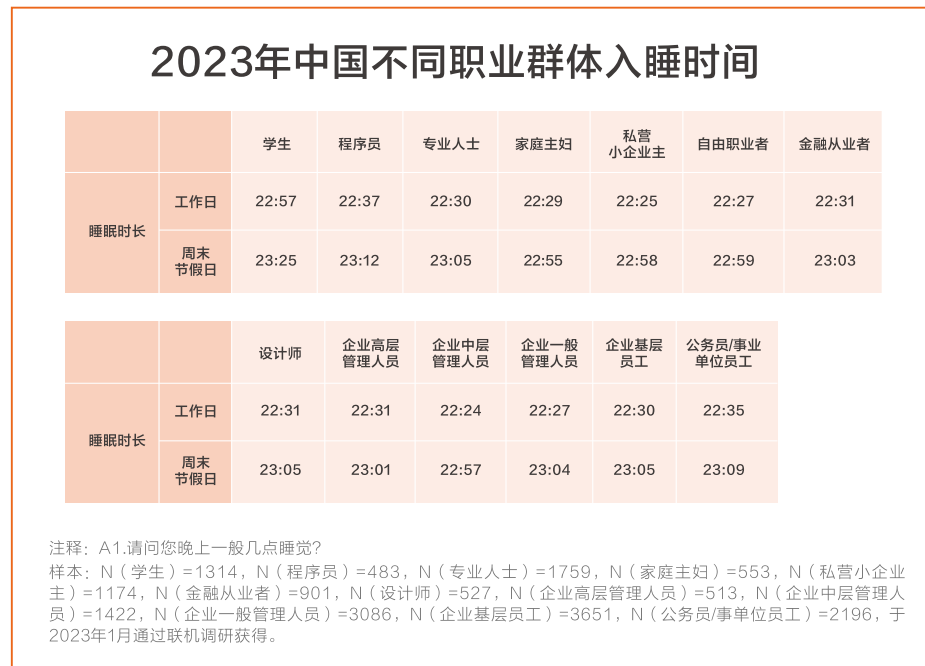 2023年中国不同职业群体入睡时间
学生 程序员 专业人士 家庭主妇 私营 自由职业者 金融从业者
小企业主
睡眠时长
工作日 22:57 22:37 22:30 22:29 22:25 22:27 22:31
周末
节假日 23:25 23:12 23:05 22:55 22:58 22:59 23:03
设计师 企业高层 企业中层 企业一般 企业基层 公务员/事业
管理人员 管理人员 管理人员 员工 单位员工
睡眠时长
工作日 22:31 22:31 22:24 22:27 22:30 22:35
周末
节假日 23:05 23:01 22:57 23:04 23:05 23:09
注释：A1.请问您晚上一般几点睡觉?
样本：N（学生）=1314，N（程序员）=483，N（专业人士）=1759，N（家庭主妇）=553，N（私营小企业
主）=1174，N（金融从业者）=901，N（设计师）=527，N（企业高层管理人员）=513，N（企业中层管理人
员）=1422，N（企业一般管理人员）=3086，N（企业基层员工）=3651，N（公务员/事单位员工）=2196，于
2023年1月通过联机调研获得。